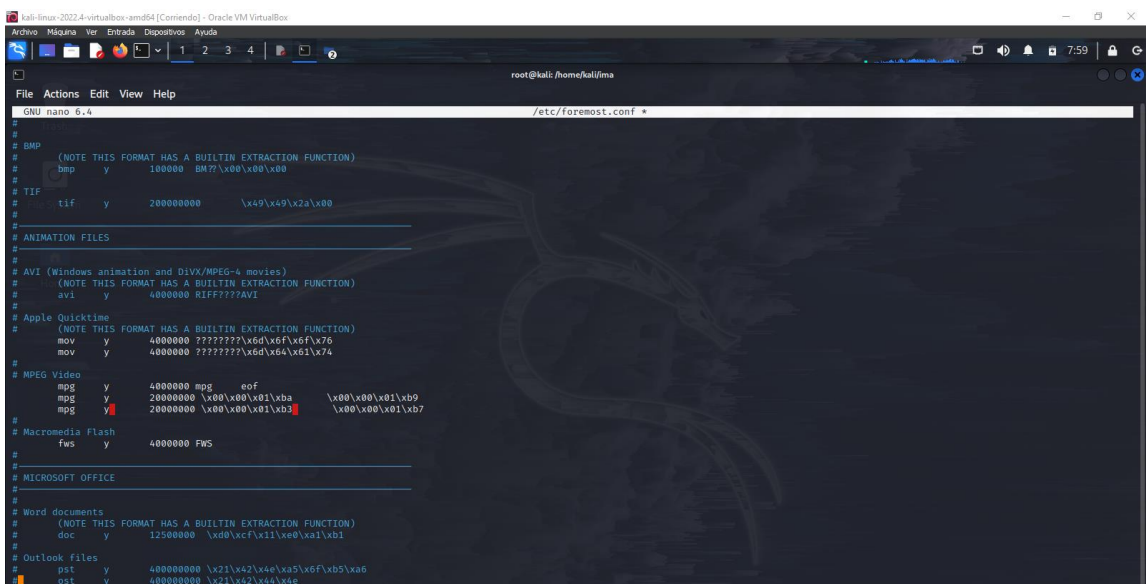 kali-linux-2022.4-virtualbox-amd64 [Corriendo] - Oracle VM VirtualBox
Archivo Máquina Ver Entrada Dispositivos Ayuda
1 2 3 4 7:59
root@kali: /home/kali/ima
File Actions Edit View Help
GNU nano 6.4 /etc/foremost.conf *
#
#
# BMP
# (NOTE THIS FORMAT HAS A BUILTIN EXTRACTION FUNCTION)
# bmp y 100000 BM??\x00\x00\x00
#
# TIF
# tif y 200000000 \x49\x49\x2a\x00
#
#
# ANIMATION FILES
#
#
# AVI (Windows animation and DiVX/MPEG-4 movies)
# (NOTE THIS FORMAT HAS A BUILTIN EXTRACTION FUNCTION)
# avi y 4000000 RIFF????AVI
#
# Apple Quicktime
# (NOTE THIS FORMAT HAS A BUILTIN EXTRACTION FUNCTION)
mov y 4000000 ????????\x6d\x6f\x6f\x76
mov y 4000000 ????????\x6d\x64\x61\x74
#
# MPEG Video
mpg y 4000000 mpg eof
mpg y 20000000 \x00\x00\x01\xba \x00\x00\x01\xb9
mpg y 20000000 \x00\x00\x01\xb3 \x00\x00\x01\xb7
#
# Macromedia Flash
fws y 4000000 FWS
#
#
# MICROSOFT OFFICE
#
#
# Word documents
# (NOTE THIS FORMAT HAS A BUILTIN EXTRACTION FUNCTION)
# doc y 12500000 \xd0\xcf\x11\xe0\xa1\xb1
#
# Outlook files
# pst y 400000000 \x21\x42\x4e\xa5\x6f\xb5\xa6
# ost y 400000000 \x21\x42\x44\x4e